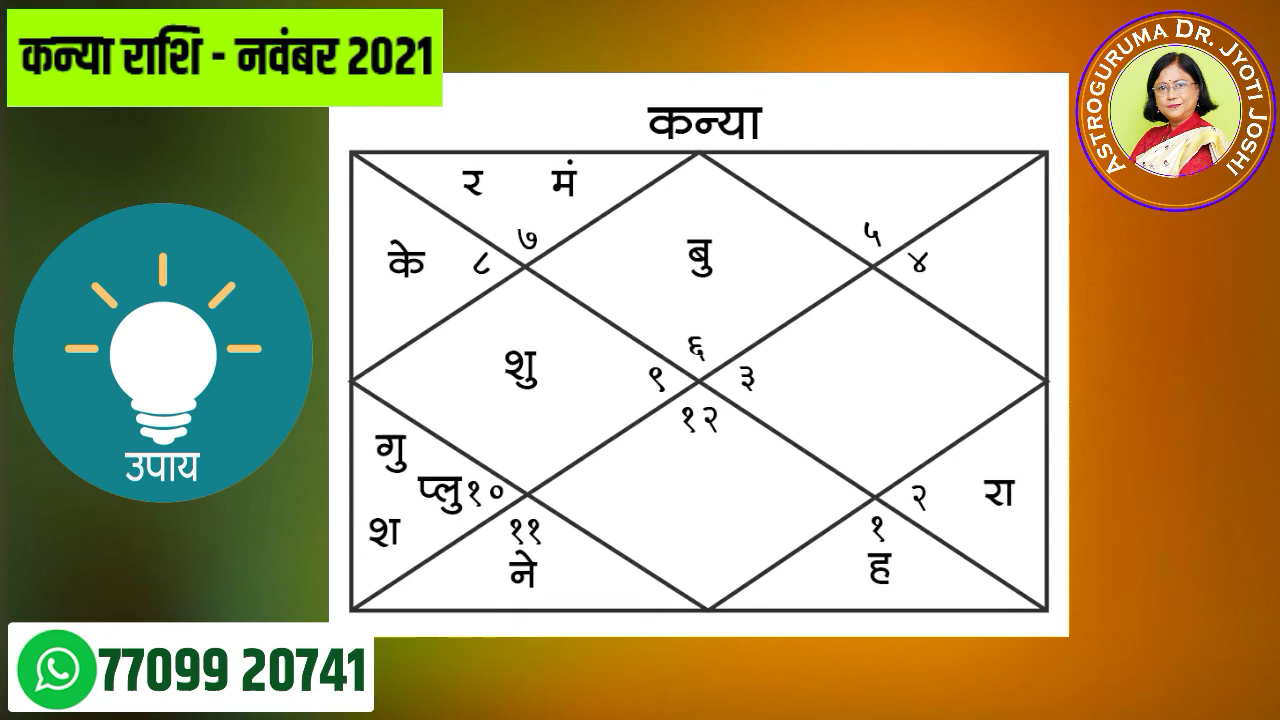 कन्या राशि - नवंबर 2021
ASTROGURUMA DR. JYOTI JOSHI
कन्या
र मं
७
के ८
बु
५
४
शु
६
९ ३
१२
गु
प्लु १०
श
११
ने
२ रा
१
ह
उपाय
77099 20741